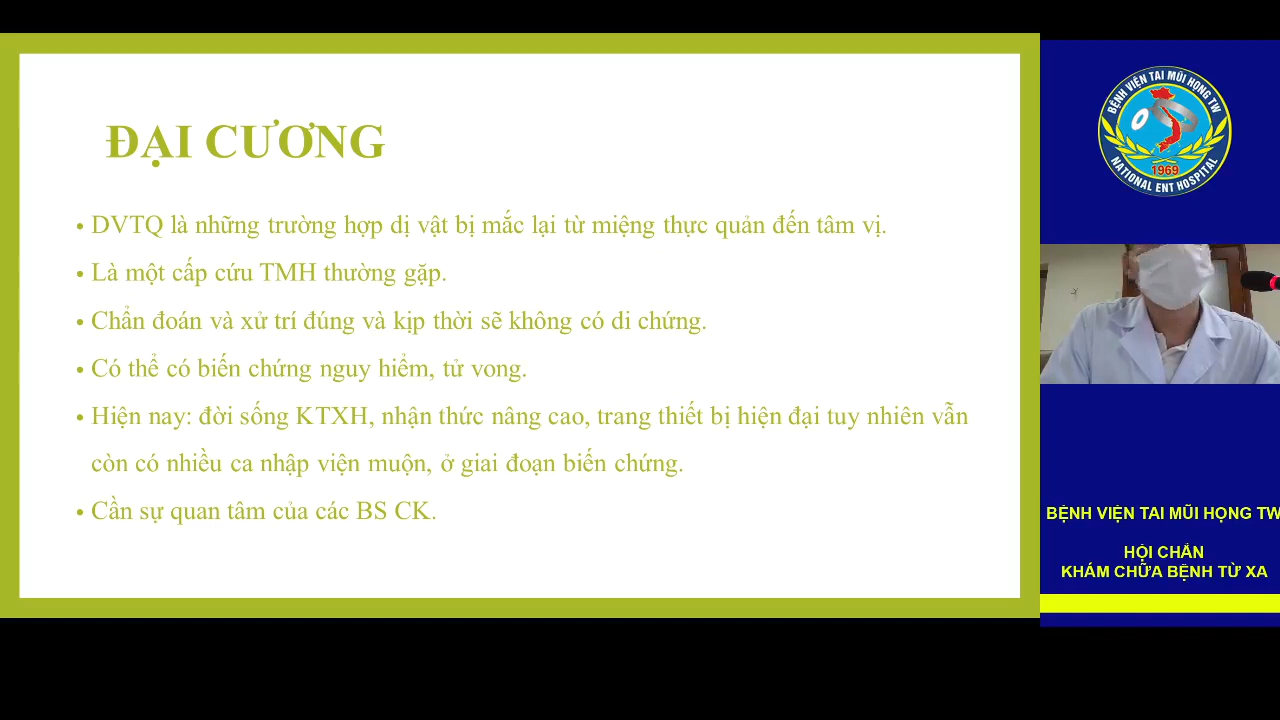 ĐẠI CƯƠNG
• DVTQ là những trường hợp dị vật bị mắc lại từ miệng thực quản đến tâm vị.
• Là một cấp cứu TMH thường gặp.
• Chẩn đoán và xử trí đúng và kịp thời sẽ không có di chứng.
• Có thể có biến chứng nguy hiểm, tử vong.
• Hiện nay: đời sống KTXH, nhận thức nâng cao, trang thiết bị hiện đại tuy nhiên vẫn
còn có nhiều ca nhập viện muộn, ở giai đoạn biến chứng.
• Cần sự quan tâm của các BS CK.
BỆNH VIỆN TAI MŨI HỌNG TW
1969
NATIONAL ENT HOSPITAL
BỆNH VIỆN TAI MŨI HỌNG TW
HỘI CHẨN
KHÁM CHỮA BỆNH TỪ XA